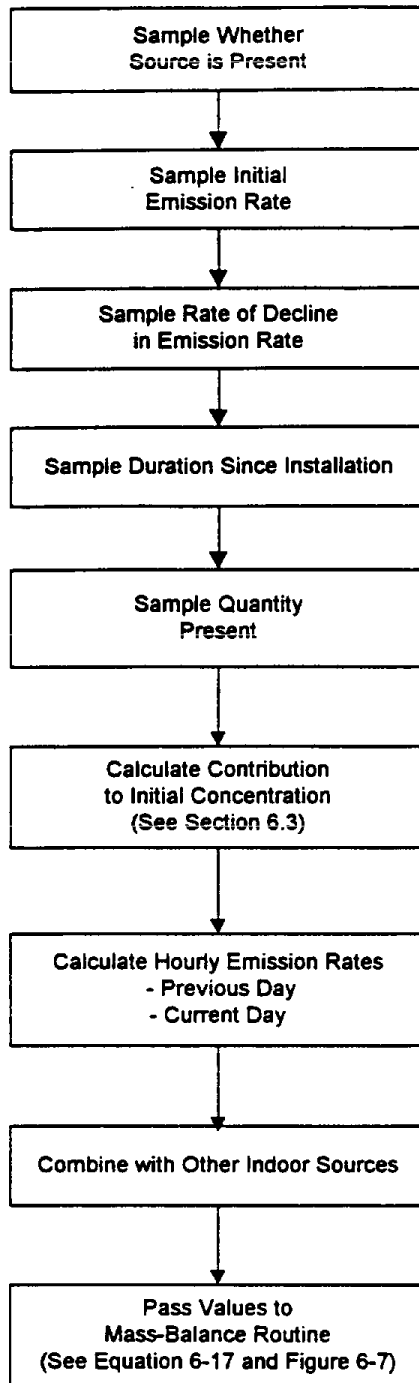 Sample Whether
Source is Present
Sample Initial
Emission Rate
Sample Rate of Decline
in Emission Rate
Sample Duration Since Installation
Sample Quantity
Present
Calculate Contribution
to Initial Concentration
(See Section 6.3)
Calculate Hourly Emission Rates
- Previous Day
- Current Day
Combine with Other Indoor Sources
Pass Values to
Mass-Balance Routine
(See Equation 6-17 and Figure 6-7)